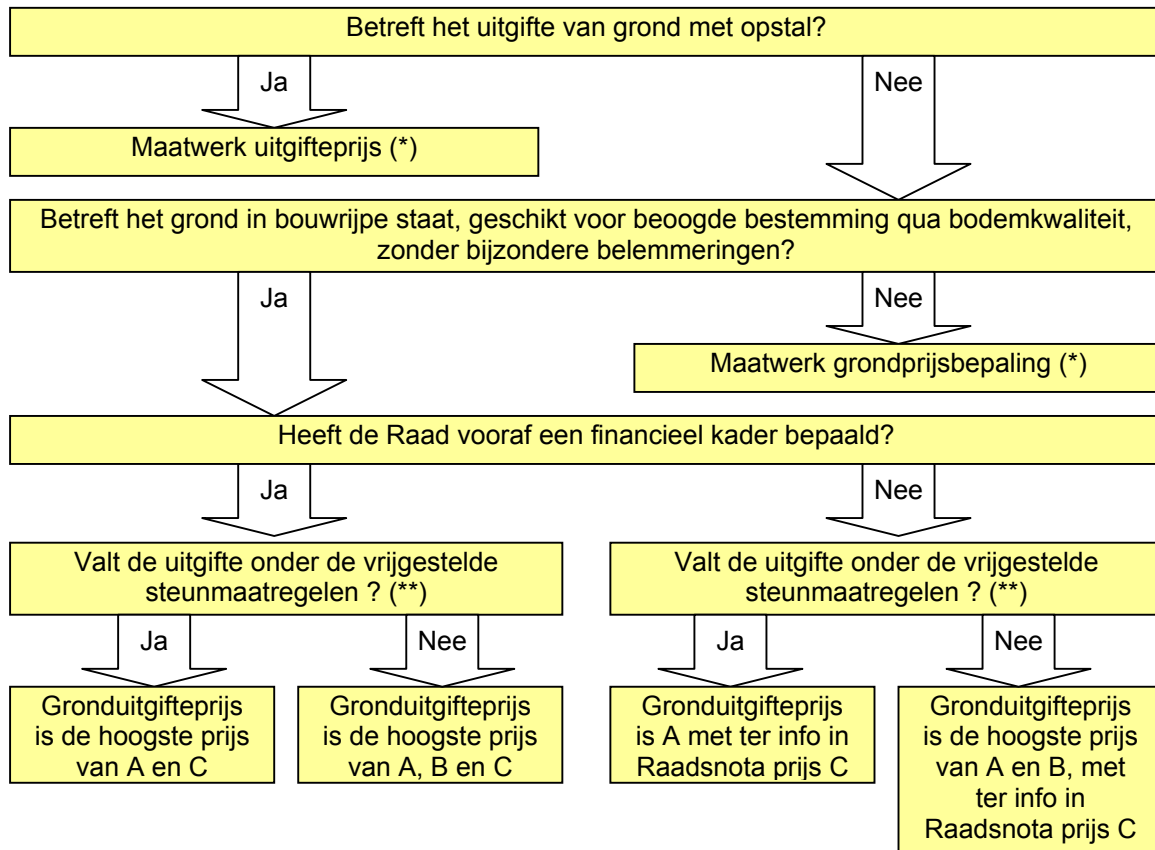 Betreft het uitgifte van grond met opstal?
Ja
Nee
Maatwerk uitgifteprijs (*)
Betreft het grond in bouwrijpe staat, geschikt voor beoogde bestemming qua bodemkwaliteit,
zonder bijzondere belemmeringen?
Ja
Nee
Maatwerk grondprijsbepaling (*)
Heeft de Raad vooraf een financieel kader bepaald?
Ja
Nee
Valt de uitgifte onder de vrijgestelde
steunmaatregelen ? (**)
Valt de uitgifte onder de vrijgestelde
steunmaatregelen ? (**)
Ja
Nee
Ja
Nee
Gronduitgifteprijs
is de hoogste prijs
van A en C
Gronduitgifteprijs
is de hoogste prijs
van A, B en C
Gronduitgifteprijs
is A met ter info in
Raadsnota prijs C
Gronduitgifteprijs
is de hoogste prijs
van A en B, met
ter info in
Raadsnota prijs C